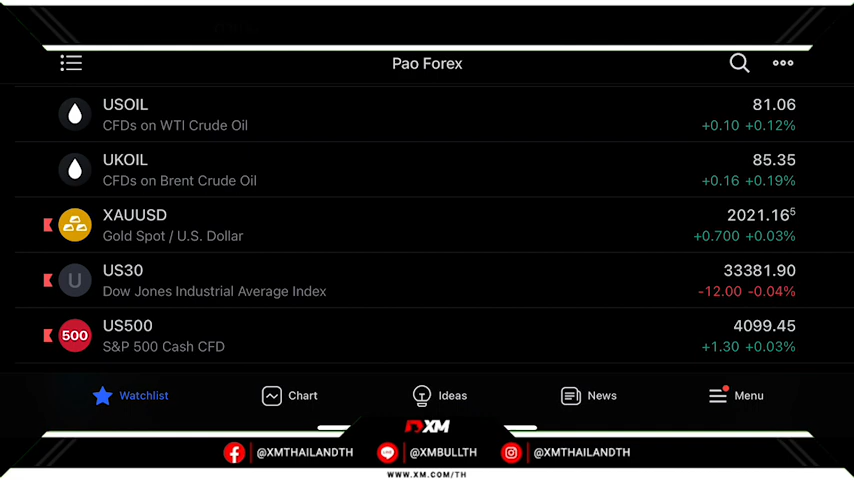 Pao Forex
USOIL 81.06
CFDs on WTI Crude Oil +0.10 +0.12%
UKOIL 85.35
CFDs on Brent Crude Oil +0.16 +0.19%
XAUUSD 2021.16⁵
Gold Spot / U.S. Dollar +0.700 +0.03%
U US30 33381.90
Dow Jones Industrial Average Index -12.00 -0.04%
500 US500 4099.45
S&P 500 Cash CFD +1.30 +0.03%
Watchlist Chart Ideas News Menu
XM
@XMTHAILANDTH LINE @XMBULLTH @XMTHAILANDTH
WWW.XM.COM/TH